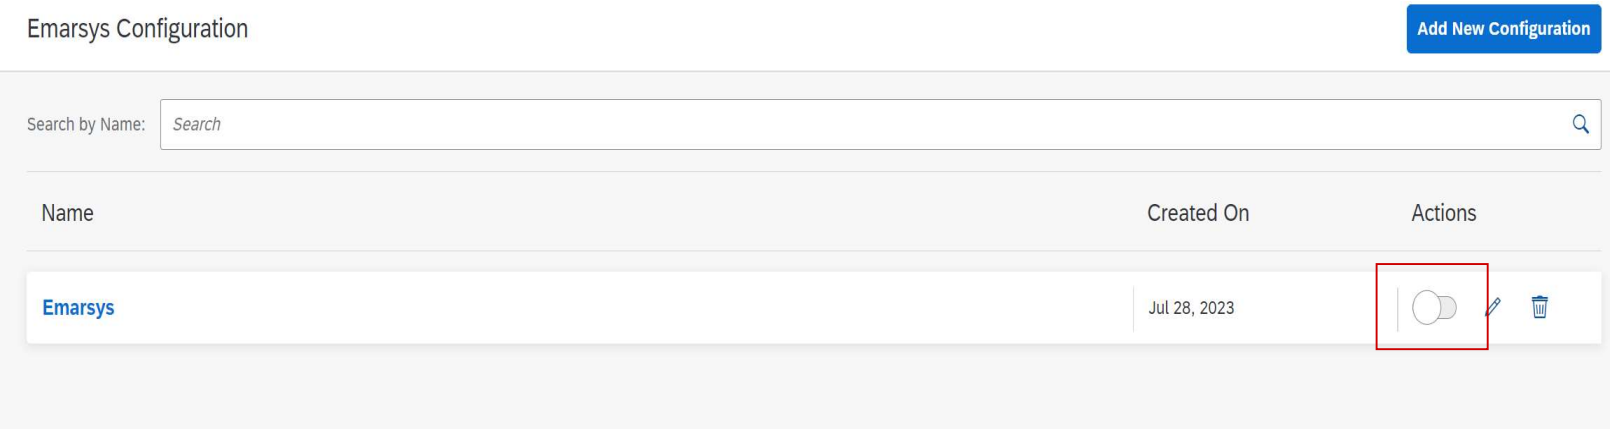 Emarsys Configuration
Add New Configuration
Search by Name:
Search
Name
Created On
Actions
Emarsys
Jul 28, 2023